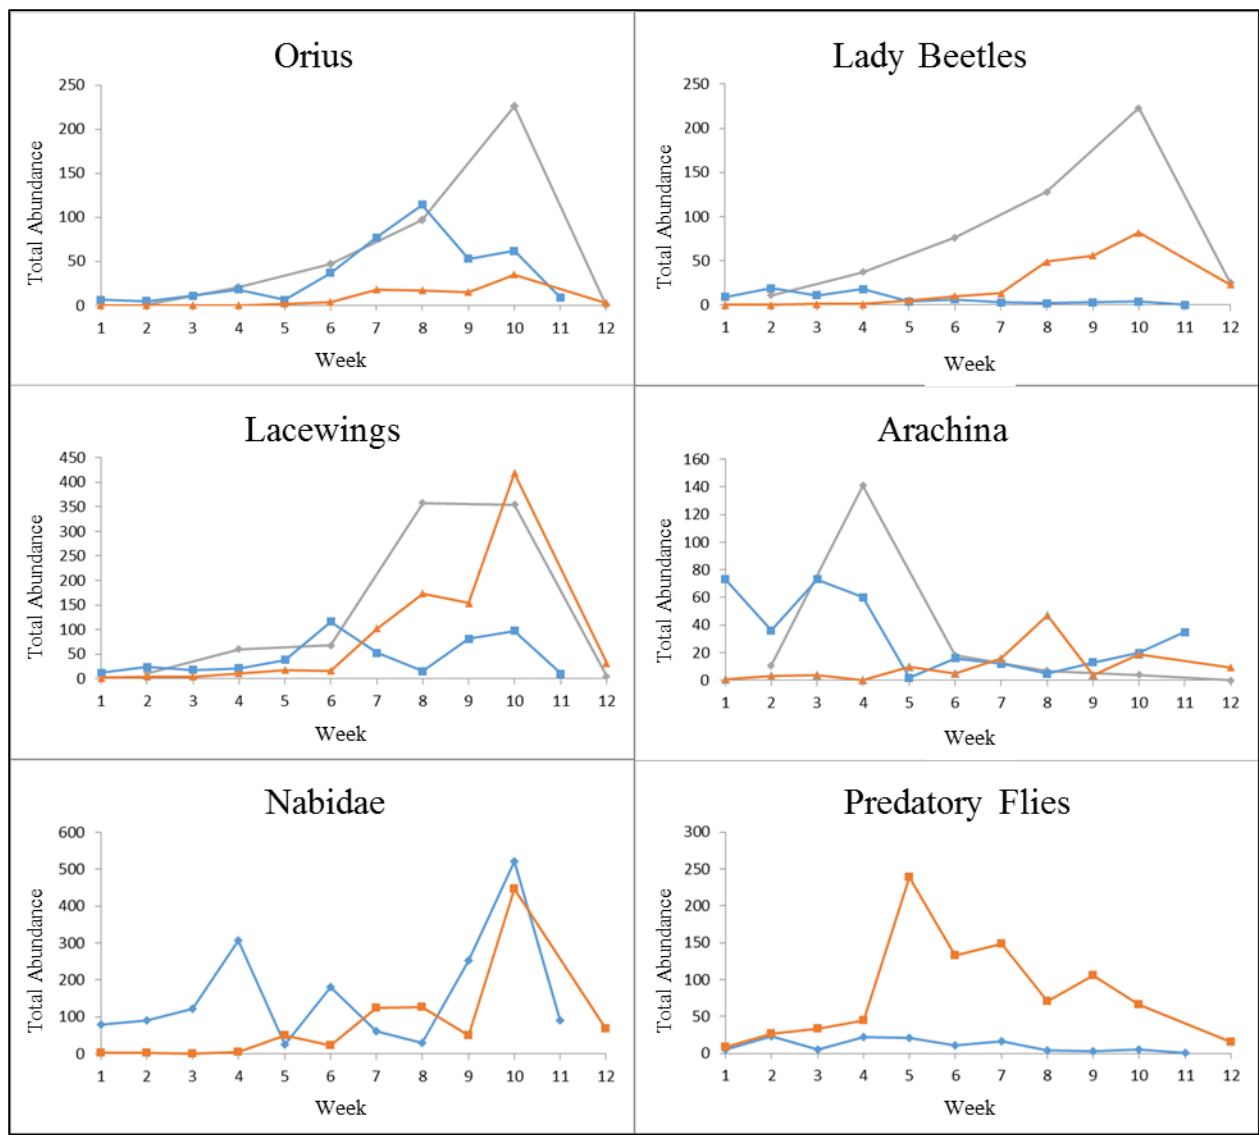 Orius
Total Abundance
250
200
150
100
50
0
1 2 3 4 5 6 7 8 9 10 11 12
Week
Lady Beetles
Total Abundance
250
200
150
100
50
0
1 2 3 4 5 6 7 8 9 10 11 12
Week
Lacewings
Total Abundance
450
400
350
300
250
200
150
100
50
0
1 2 3 4 5 6 7 8 9 10 11 12
Week
Arachina
Total Abundance
160
140
120
100
80
60
40
20
0
1 2 3 4 5 6 7 8 9 10 11 12
Week
Nabidae
Total Abundance
600
500
400
300
200
100
0
1 2 3 4 5 6 7 8 9 10 11 12
Week
Predatory Flies
Total Abundance
300
250
200
150
100
50
0
1 2 3 4 5 6 7 8 9 10 11 12
Week